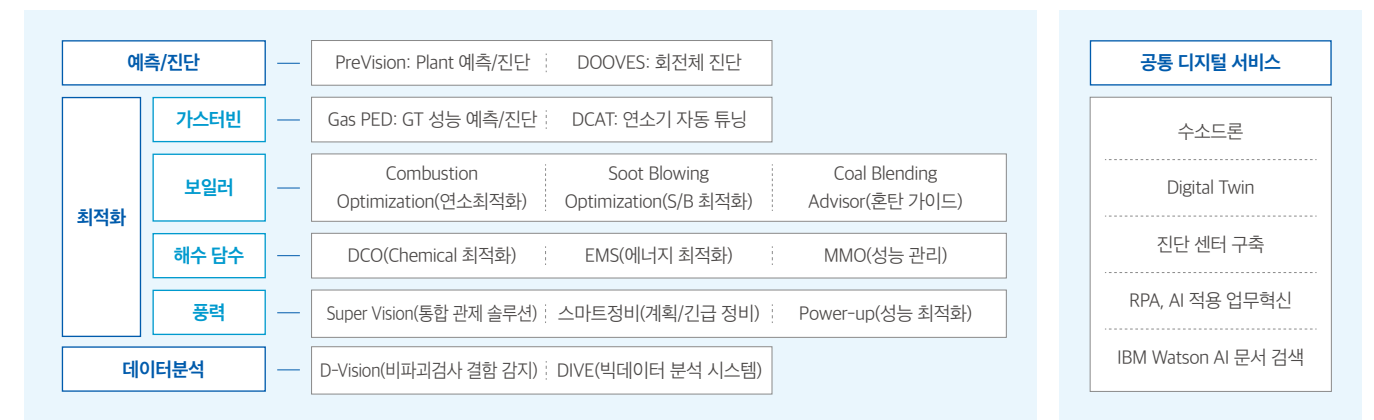 예측/진단
PreVision: Plant 예측/진단
DOOVES: 회전체 진단
최적화
가스터빈
Gas PED: GT 성능 예측/진단
DCAT: 연소기 자동 튜닝
보일러
Combustion
Optimization(연소최적화)
Soot Blowing
Optimization(S/B 최적화)
Coal Blending
Advisor(혼탄 가이드)
해수 담수
DCO(Chemical 최적화)
EMS(에너지 최적화)
MMO(성능 관리)
풍력
Super Vision(통합 관제 솔루션)
스마트정비(계획/긴급 정비)
Power-up(성능 최적화)
데이터분석
D-Vision(비파괴검사 결함 감지)
DIVE(빅데이터 분석 시스템)
공통 디지털 서비스
수소드론
Digital Twin
진단 센터 구축
RPA, AI 적용 업무혁신
IBM Watson AI 문서 검색